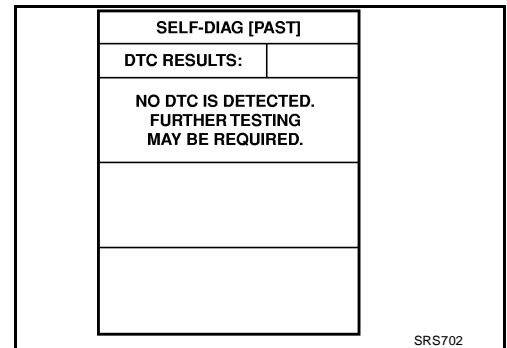 SELF-DIAG [PAST]
DTC RESULTS:
NO DTC IS DETECTED.
FURTHER TESTING
MAY BE REQUIRED.
SRS702